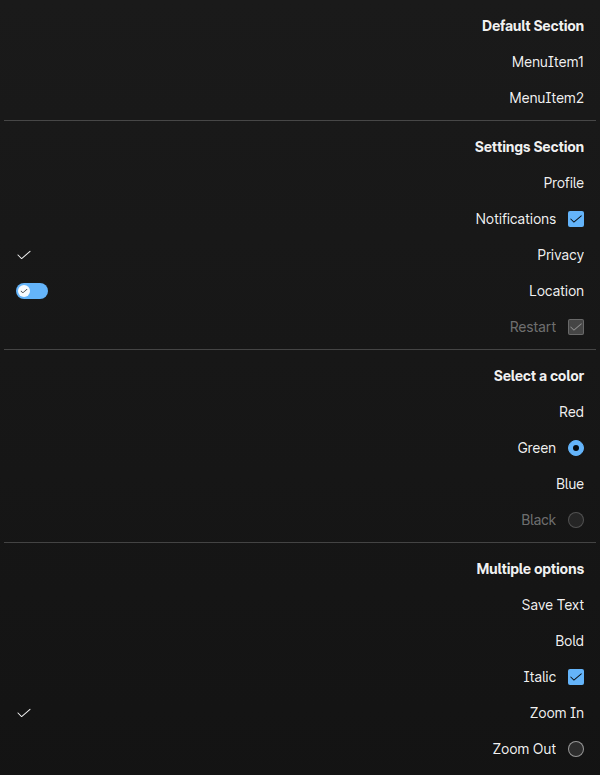 Default Section
MenuItem1
MenuItem2
Settings Section
Profile
Notifications
Privacy
Location
Restart
Select a color
Red
Green
Blue
Black
Multiple options
Save Text
Bold
Italic
Zoom In
Zoom Out